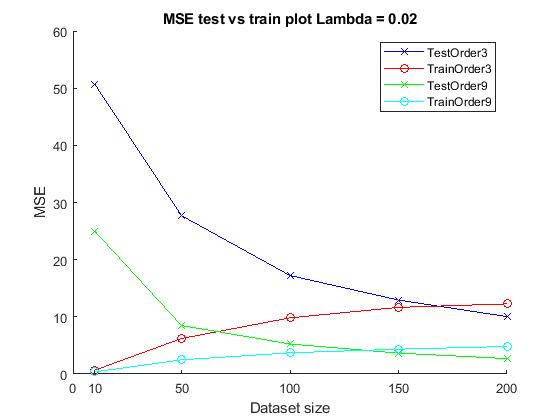 MSE test vs train plot Lambda = 0.02
TestOrder3
TrainOrder3
TestOrder9
TrainOrder9
60
50
40
30
20
10
0
MSE
0 10 50 100 150 200
Dataset size